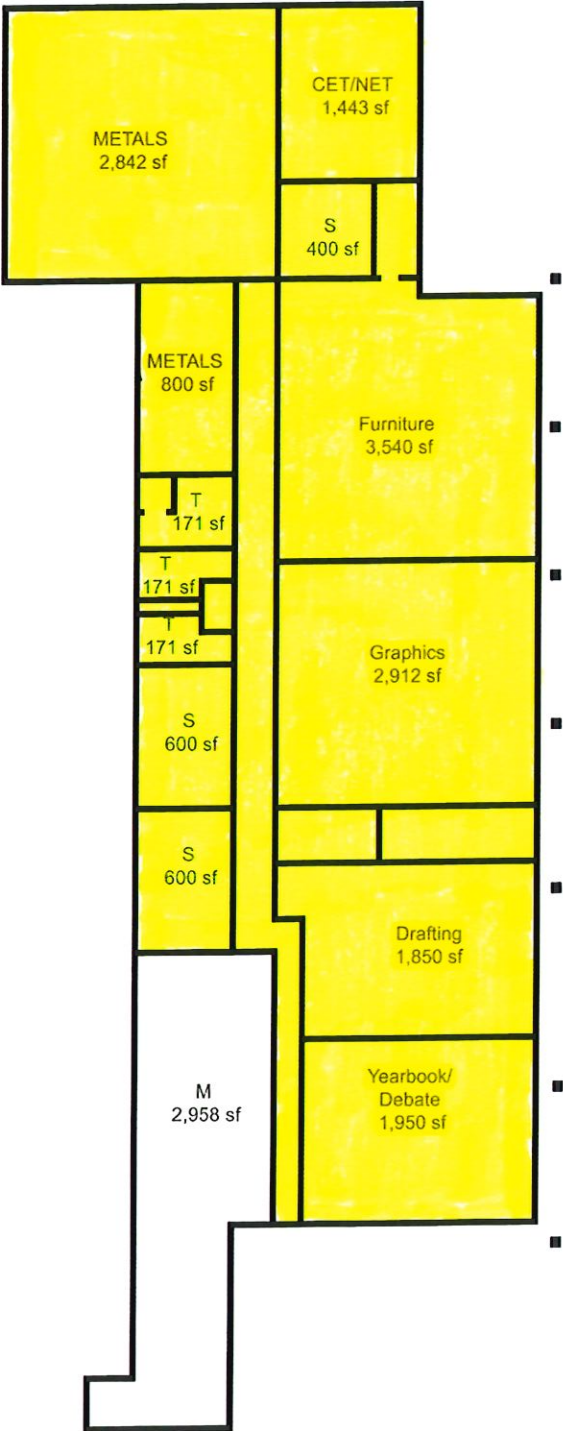 CET/NET
1,443 sf
METALS
2,842 sf
S
400 sf
METALS
800 sf
Furniture
3,540 sf
T
171 sf
T
171 sf
T
171 sf
Graphics
2,912 sf
S
600 sf
S
600 sf
Drafting
1,850 sf
M
2,958 sf
Yearbook/
Debate
1,950 sf